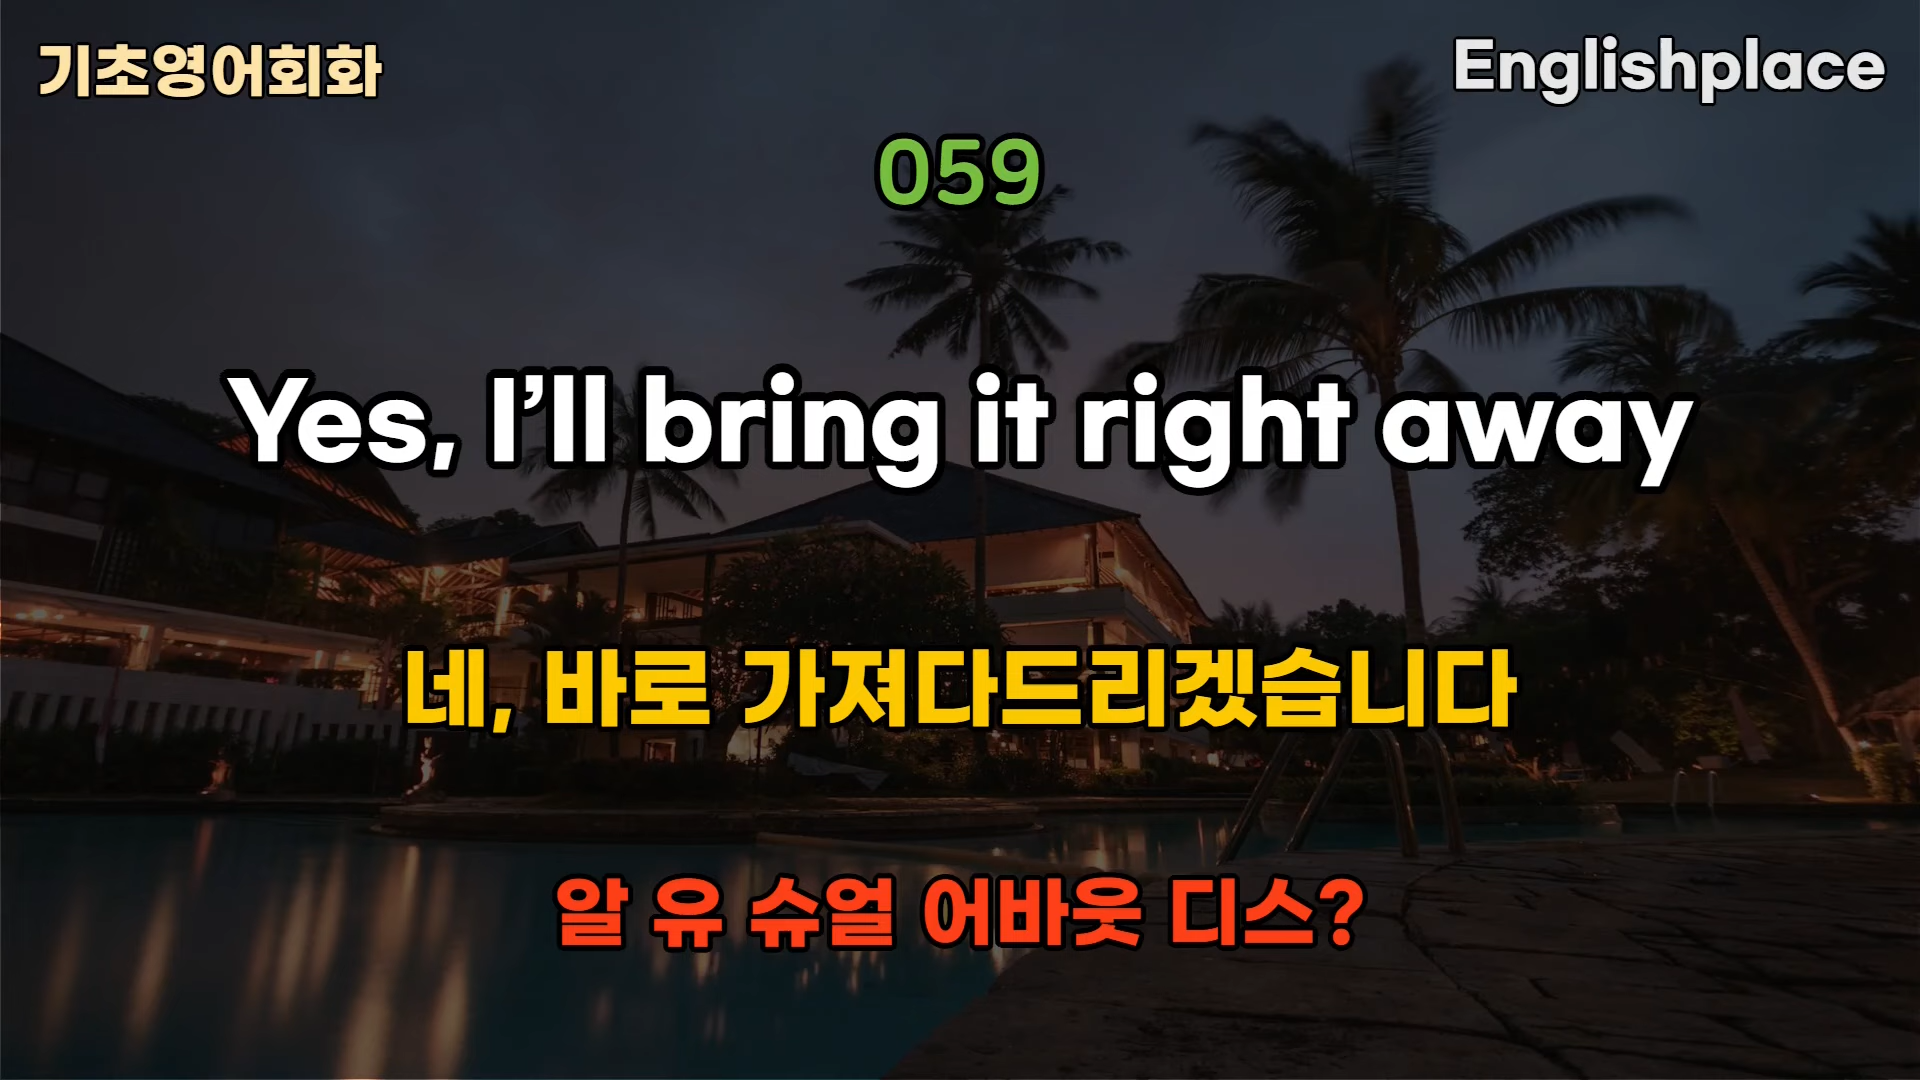 기초영어회화
Englishplace
059
Yes, I’ll bring it right away
네, 바로 가져다드리겠습니다
알 유 슈얼 어바웃 디스?